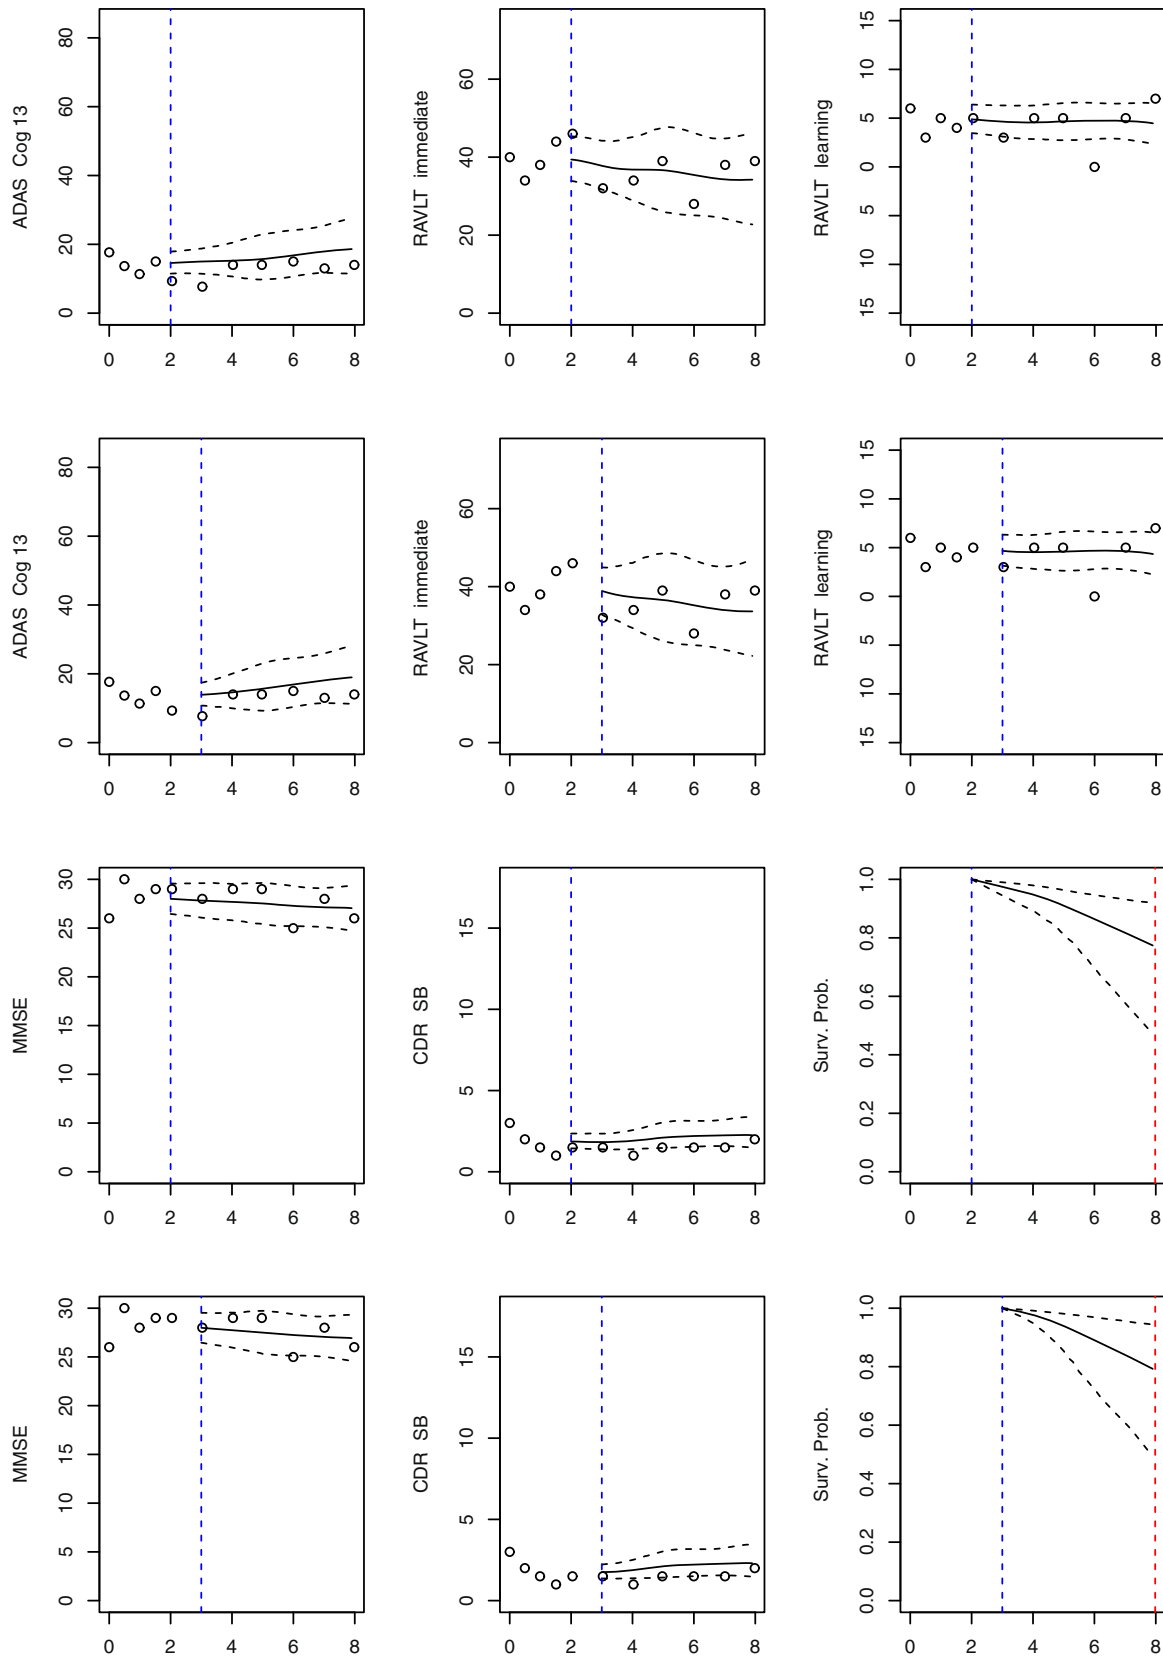 ADAS Cog 13
0 20 40 60 80
0 2 4 6 8
RAVLT immediate
0 20 40 60
0 2 4 6 8
RAVLT learning
15 10 5 0 5 10 15
0 2 4 6 8
ADAS Cog 13
0 20 40 60 80
0 2 4 6 8
RAVLT immediate
0 20 40 60
0 2 4 6 8
RAVLT learning
15 10 5 0 5 10 15
0 2 4 6 8
MMSE
0 5 10 15 20 25 30
0 2 4 6 8
CDR SB
0 5 10 15
0 2 4 6 8
Surv. Prob.
0.0 0.2 0.4 0.6 0.8 1.0
0 2 4 6 8
MMSE
0 5 10 15 20 25 30
0 2 4 6 8
CDR SB
0 5 10 15
0 2 4 6 8
Surv. Prob.
0.0 0.2 0.4 0.6 0.8 1.0
0 2 4 6 8